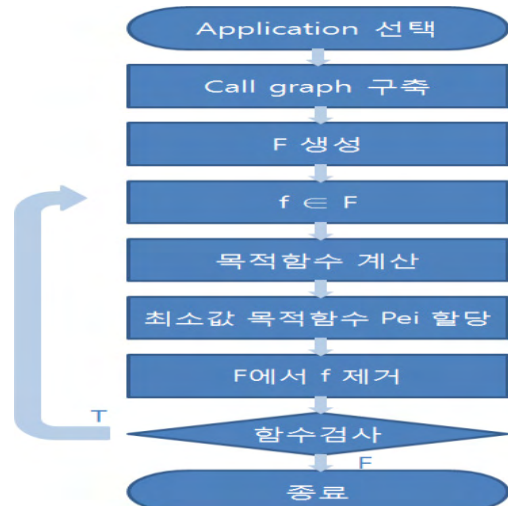 Application 선택
Call graph 구축
F 생성
f ∈ F
목적함수 계산
최소값 목적함수 Pei 할당
F에서 f 제거
T
함수검사
F
종료